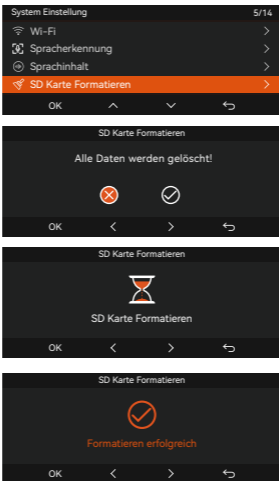 System Einstellung 5/14
Wi-Fi
Spracherkennung
Sprachinhalt
SD Karte Formatieren
OK
SD Karte Formatieren
Alle Daten werden gelöscht!
OK
SD Karte Formatieren
SD Karte Formatieren
OK
SD Karte Formatieren
Formatieren erfolgreich
OK